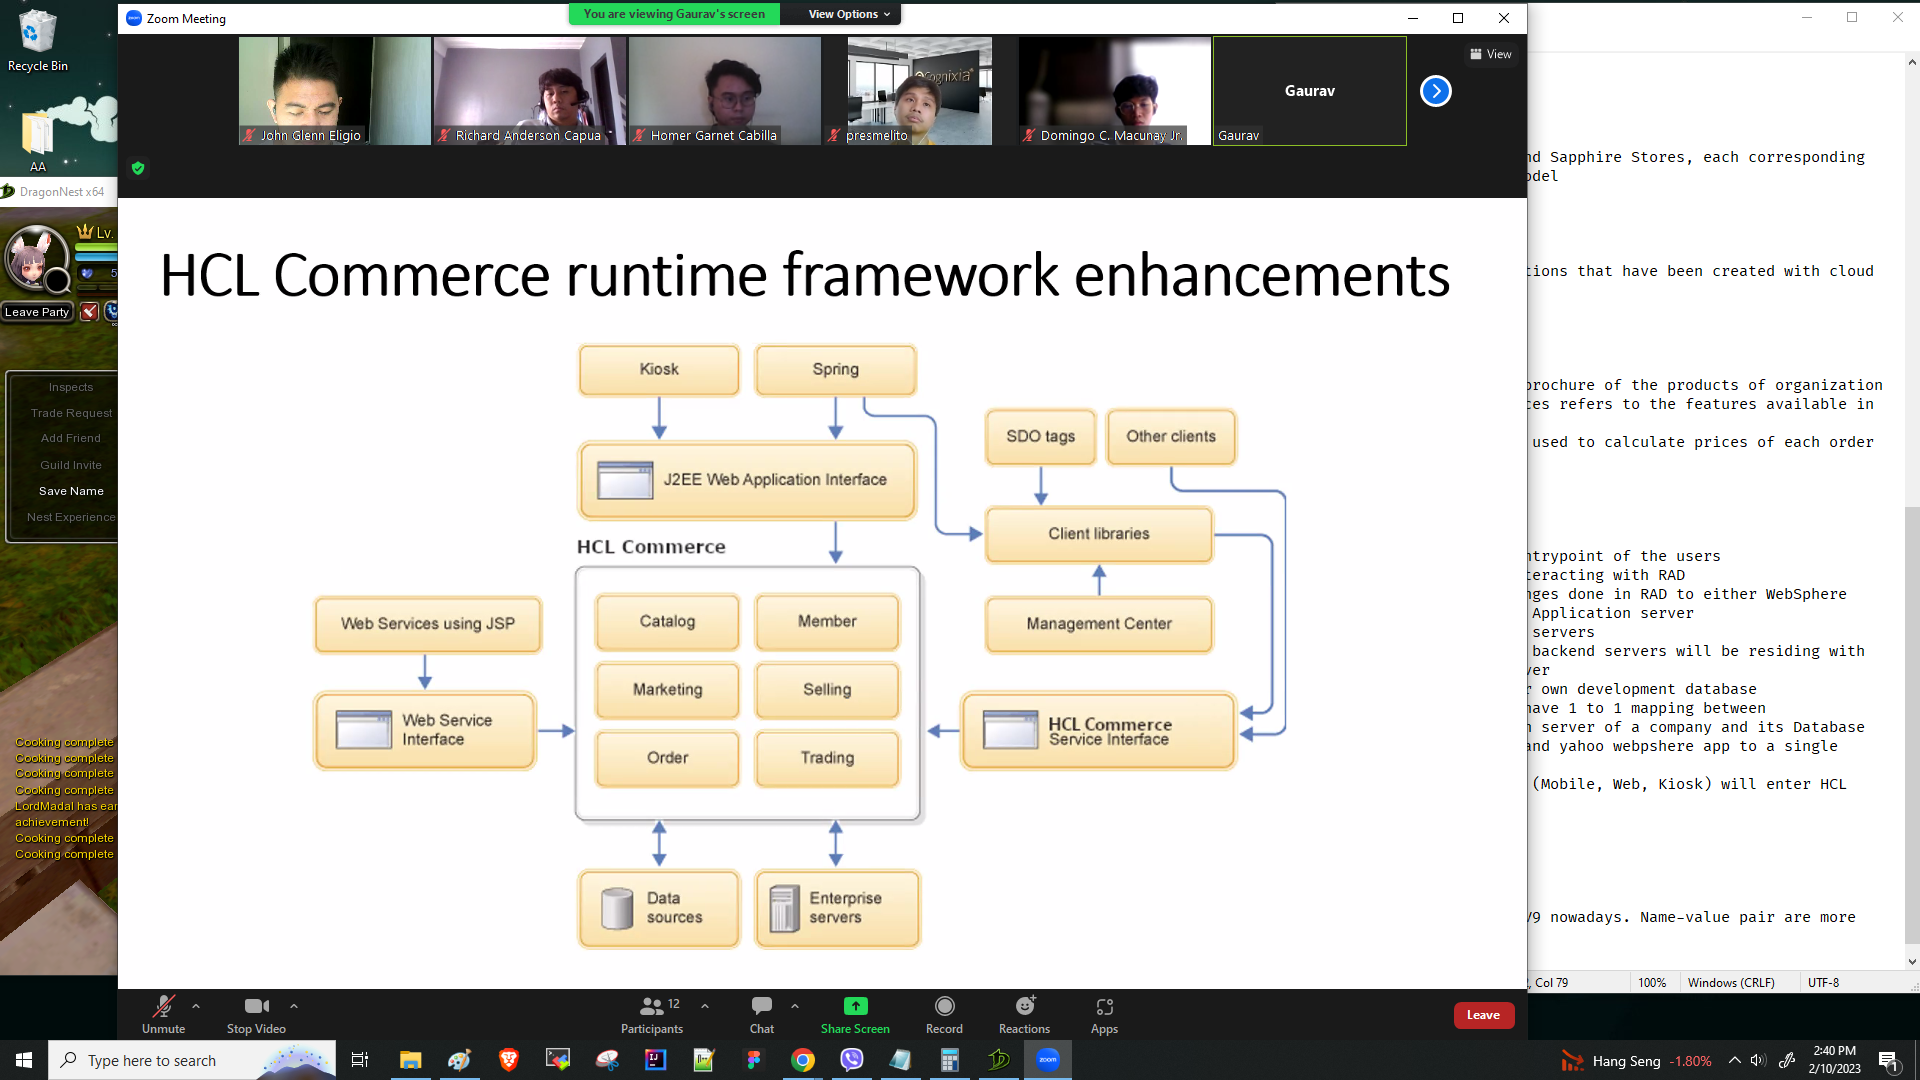 Recycle Bin
AA
DragonNest x64
Lv.
5
Leave Party
Inspects
Trade Request
Add Friend
Guild Invite
Save Name
Nest Experience
Cooking complete
Cooking complete
Cooking complete
Cooking complete
LordMadal has ear
achievement!
Cooking complete
Cooking complete
Zoom Meeting
You are viewing Gaurav's screen
View Options
View
John Glenn Eligio
Richard Anderson Capua
Homer Garnet Cabilla
Cognixia
presmelito
Domingo C. Macunay Jr.
Gaurav
Gaurav
HCL Commerce runtime framework enhancements
Kiosk
Spring
SDO tags
Other clients
J2EE Web Application Interface
Client libraries
HCL Commerce
Web Services using JSP
Catalog
Member
Management Center
Marketing
Selling
Web Service
Interface
HCL Commerce
Service Interface
Order
Trading
Data
sources
Enterprise
servers
nd Sapphire Stores, each corresponding
odel
tions that have been created with cloud
brochure of the products of organization
ces refers to the features available in
used to calculate prices of each order
ntrypoint of the users
teracting with RAD
nges done in RAD to either WebSphere
Application server
servers
backend servers will be residing with
ver
r own development database
have 1 to 1 mapping between
n server of a company and its Database
and yahoo webpshere app to a single
(Mobile, Web, Kiosk) will enter HCL
V9 nowadays. Name-value pair are more
, Col 79
100%
Windows (CRLF)
UTF-8
Unmute
Stop Video
Participants
12
Chat
Share Screen
Record
Reactions
Apps
Leave
Type here to search
zoom
Hang Seng -1.80%
2:40 PM
2/10/2023
1